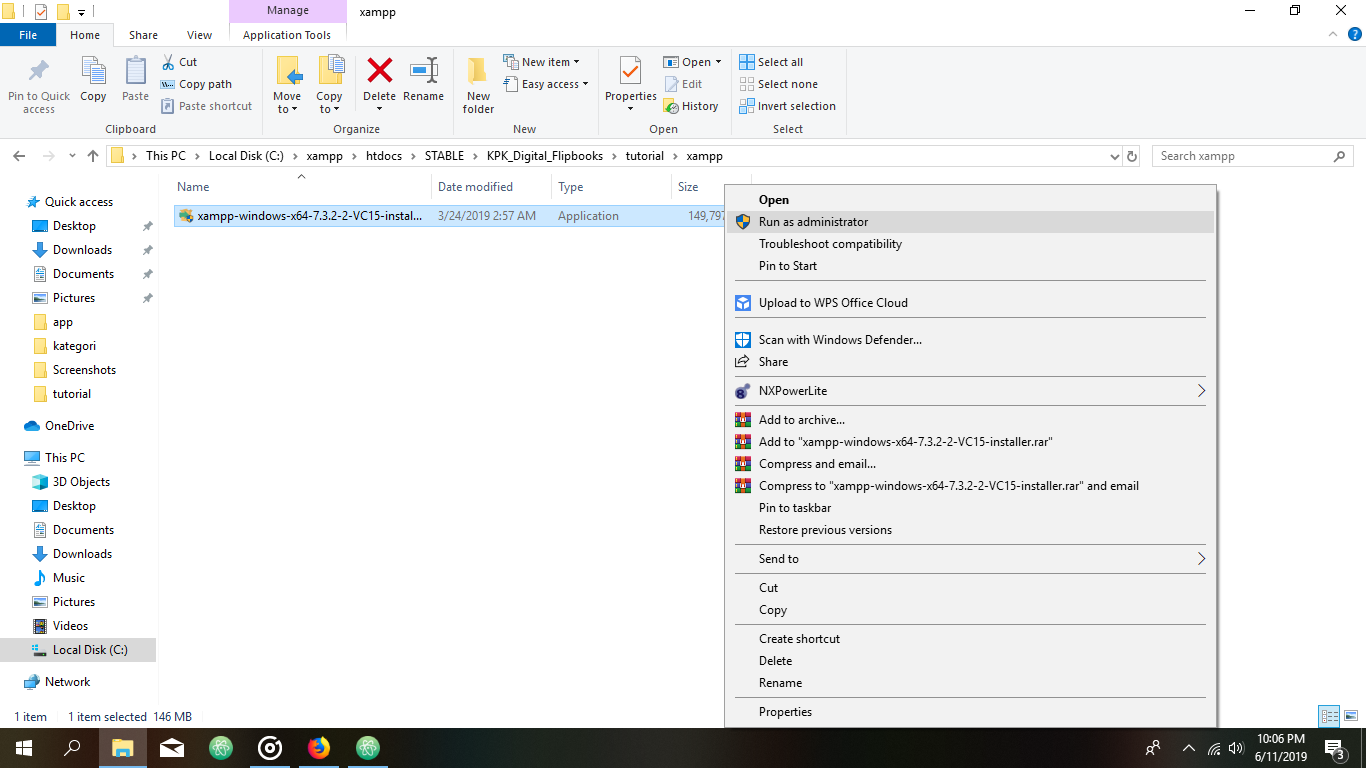 Manage
xampp
File
Home
Share
View
Application Tools
Pin to Quick access
Copy
Paste
Cut
Copy path
Paste shortcut
Clipboard
Move to
Copy to
Delete
Rename
Organize
New folder
New item
Easy access
New
Properties
Open
Edit
History
Open
Select all
Select none
Invert selection
Select
This PC
Local Disk (C:)
xampp
htdocs
STABLE
KPK_Digital_Flipbooks
tutorial
xampp
Search xampp
Name
Date modified
Type
Size
xampp-windows-x64-7.3.2-2-VC15-instal...
3/24/2019 2:57 AM
Application
149,797
Quick access
Desktop
Downloads
Documents
Pictures
app
kategori
Screenshots
tutorial
OneDrive
This PC
3D Objects
Desktop
Documents
Downloads
Music
Pictures
Videos
Local Disk (C:)
Network
Open
Run as administrator
Troubleshoot compatibility
Pin to Start
Upload to WPS Office Cloud
Scan with Windows Defender...
Share
NXPowerLite
Add to archive...
Add to "xampp-windows-x64-7.3.2-2-VC15-installer.rar"
Compress and email...
Compress to "xampp-windows-x64-7.3.2-2-VC15-installer.rar" and email
Pin to taskbar
Restore previous versions
Send to
Cut
Copy
Create shortcut
Delete
Rename
Properties
1 item
1 item selected 146 MB
10:06 PM
6/11/2019
3